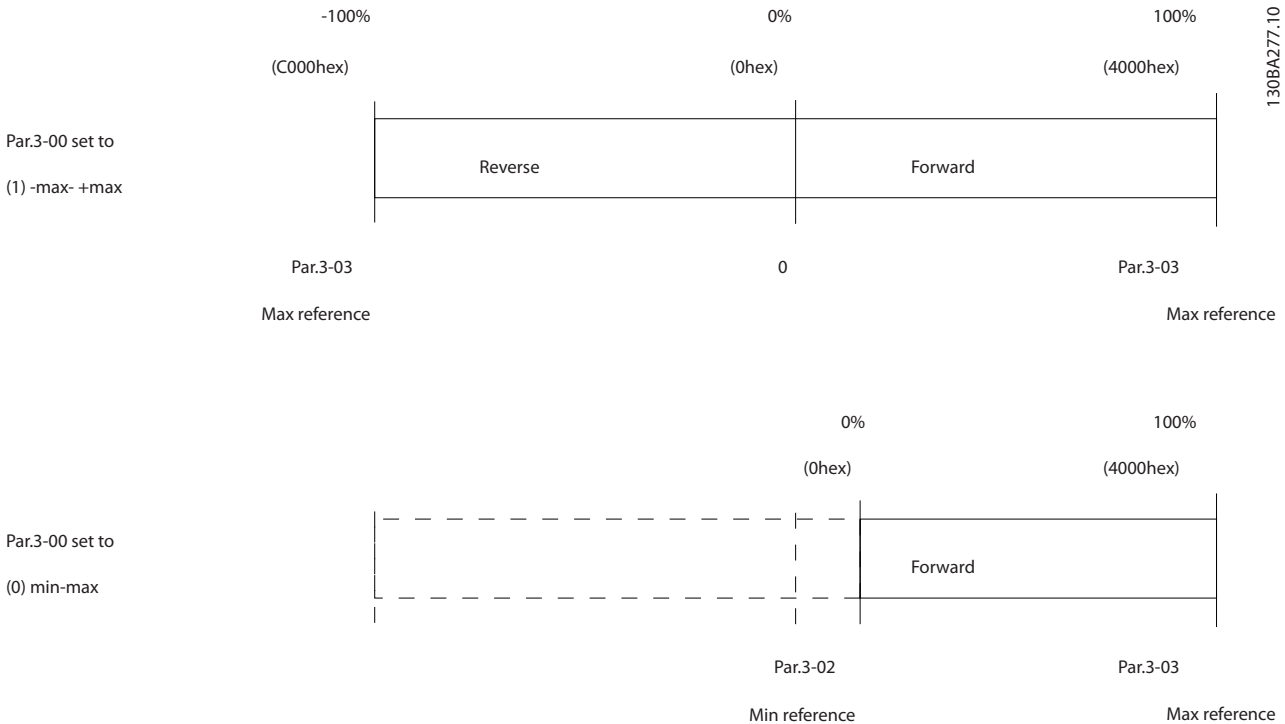 -100% 0% 100%
(C000hex) (0hex) (4000hex)
130BA277.10
Par.3-00 set to
(1) -max- +max
Reverse Forward
Par.3-03 0 Par.3-03
Max reference Max reference
0% 100%
(0hex) (4000hex)
Par.3-00 set to
(0) min-max
Forward
Par.3-02 Par.3-03
Min reference Max reference